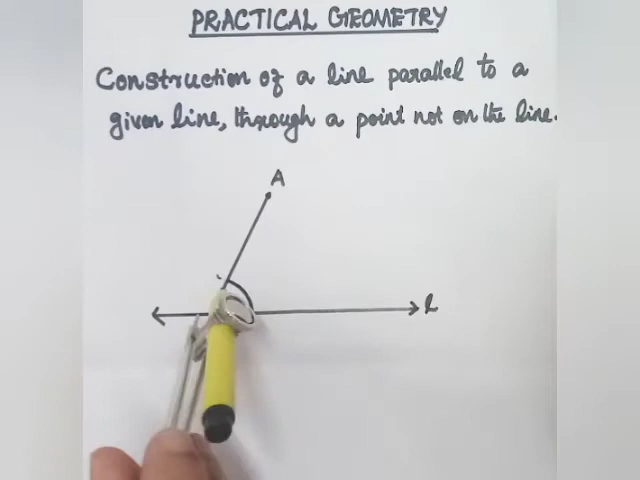 PRACTICAL GEOMETRY
Construction of a line parallel to a
given line, through a point not on the line.
A
l